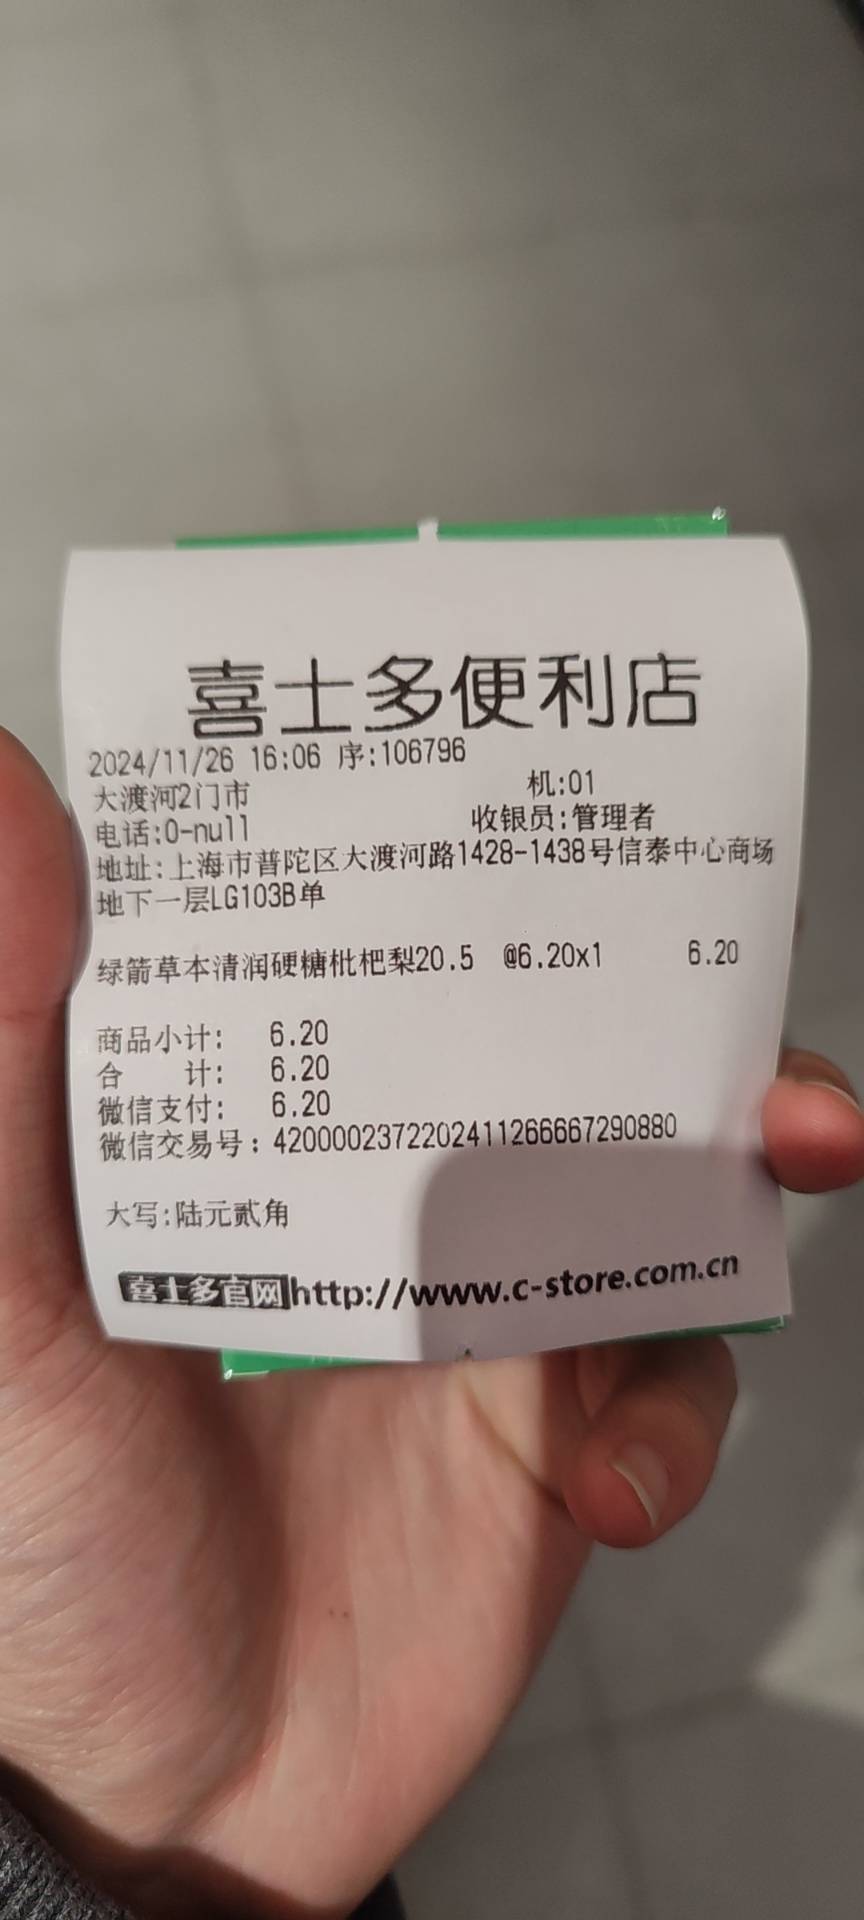 喜士多便利店
2024/11/26 16:06 序:106796
大渡河2门市 机:01
电话:0-null 收银员:管理者
地址:上海市普陀区大渡河路1428-1438号信泰中心商场
地下一层LG103B单
绿箭草本清润硬糖枇杷梨20.5 @6.20x1 6.20
商品小计: 6.20
合 计: 6.20
微信支付: 6.20
微信交易号:4200002372202411266667290880
大写:陆元贰角
喜士多官网http://www.c-store.com.cn